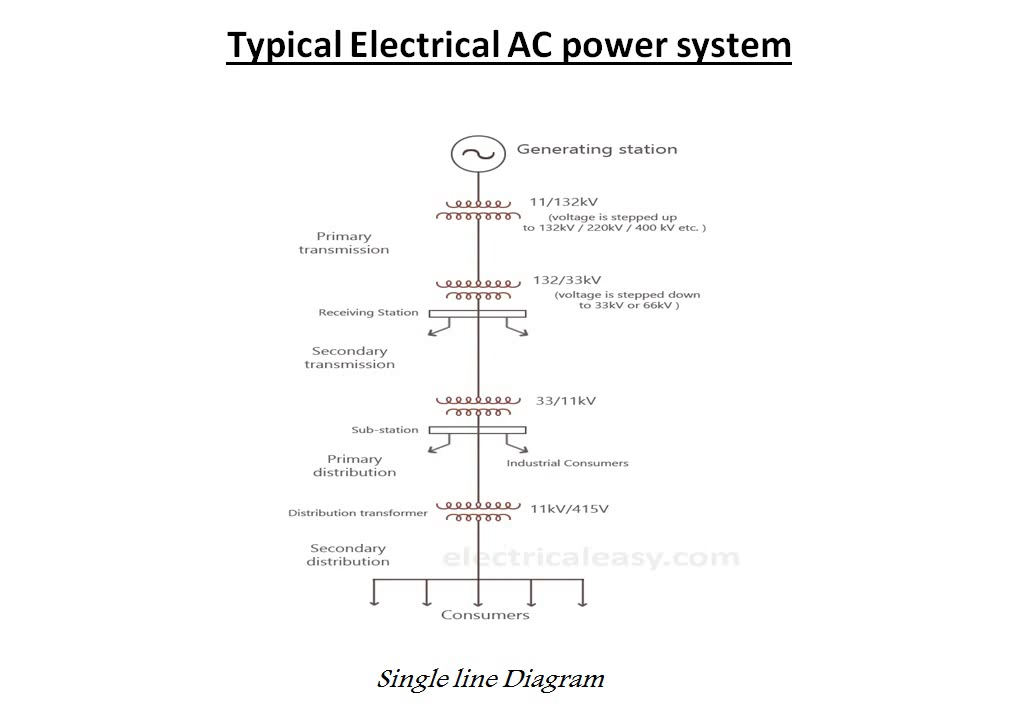 Typical Electrical AC power system
Generating station
11/132kV
(voltage is stepped up
to 132kV / 220kV / 400 kV etc. )
Primary
transmission
132/33kV
(voltage is stepped down
to 33kV or 66kV )
Receiving Station
Secondary
transmission
33/11kV
Sub-station
Primary
distribution
Industrial Consumers
11kV/415V
Distribution transformer
Secondary
distribution
electricaleasy.com
Consumers
Single line Diagram